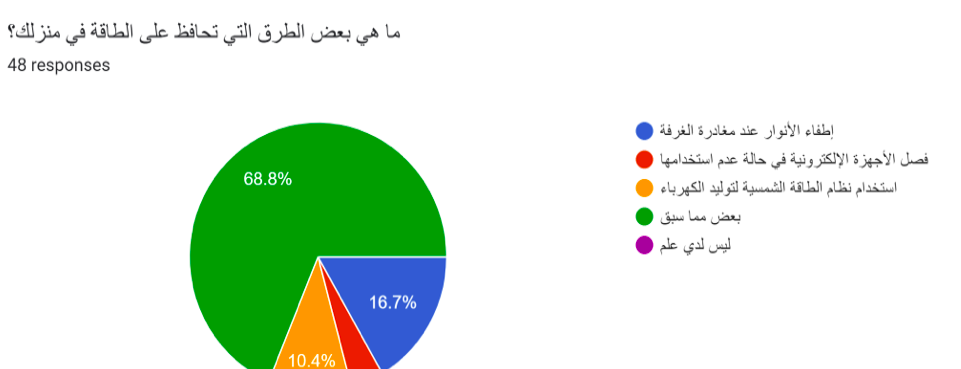 ما هي بعض الطرق التي تحافظ على الطاقة في منزلك؟
48 responses
إطفاء الأنوار عند مغادرة الغرفة
فصل الأجهزة الإلكترونية في حالة عدم استخدامها
استخدام نظام الطاقة الشمسية لتوليد الكهرباء
بعض مما سبق
ليس لدي علم
68.8%
16.7%
10.4%